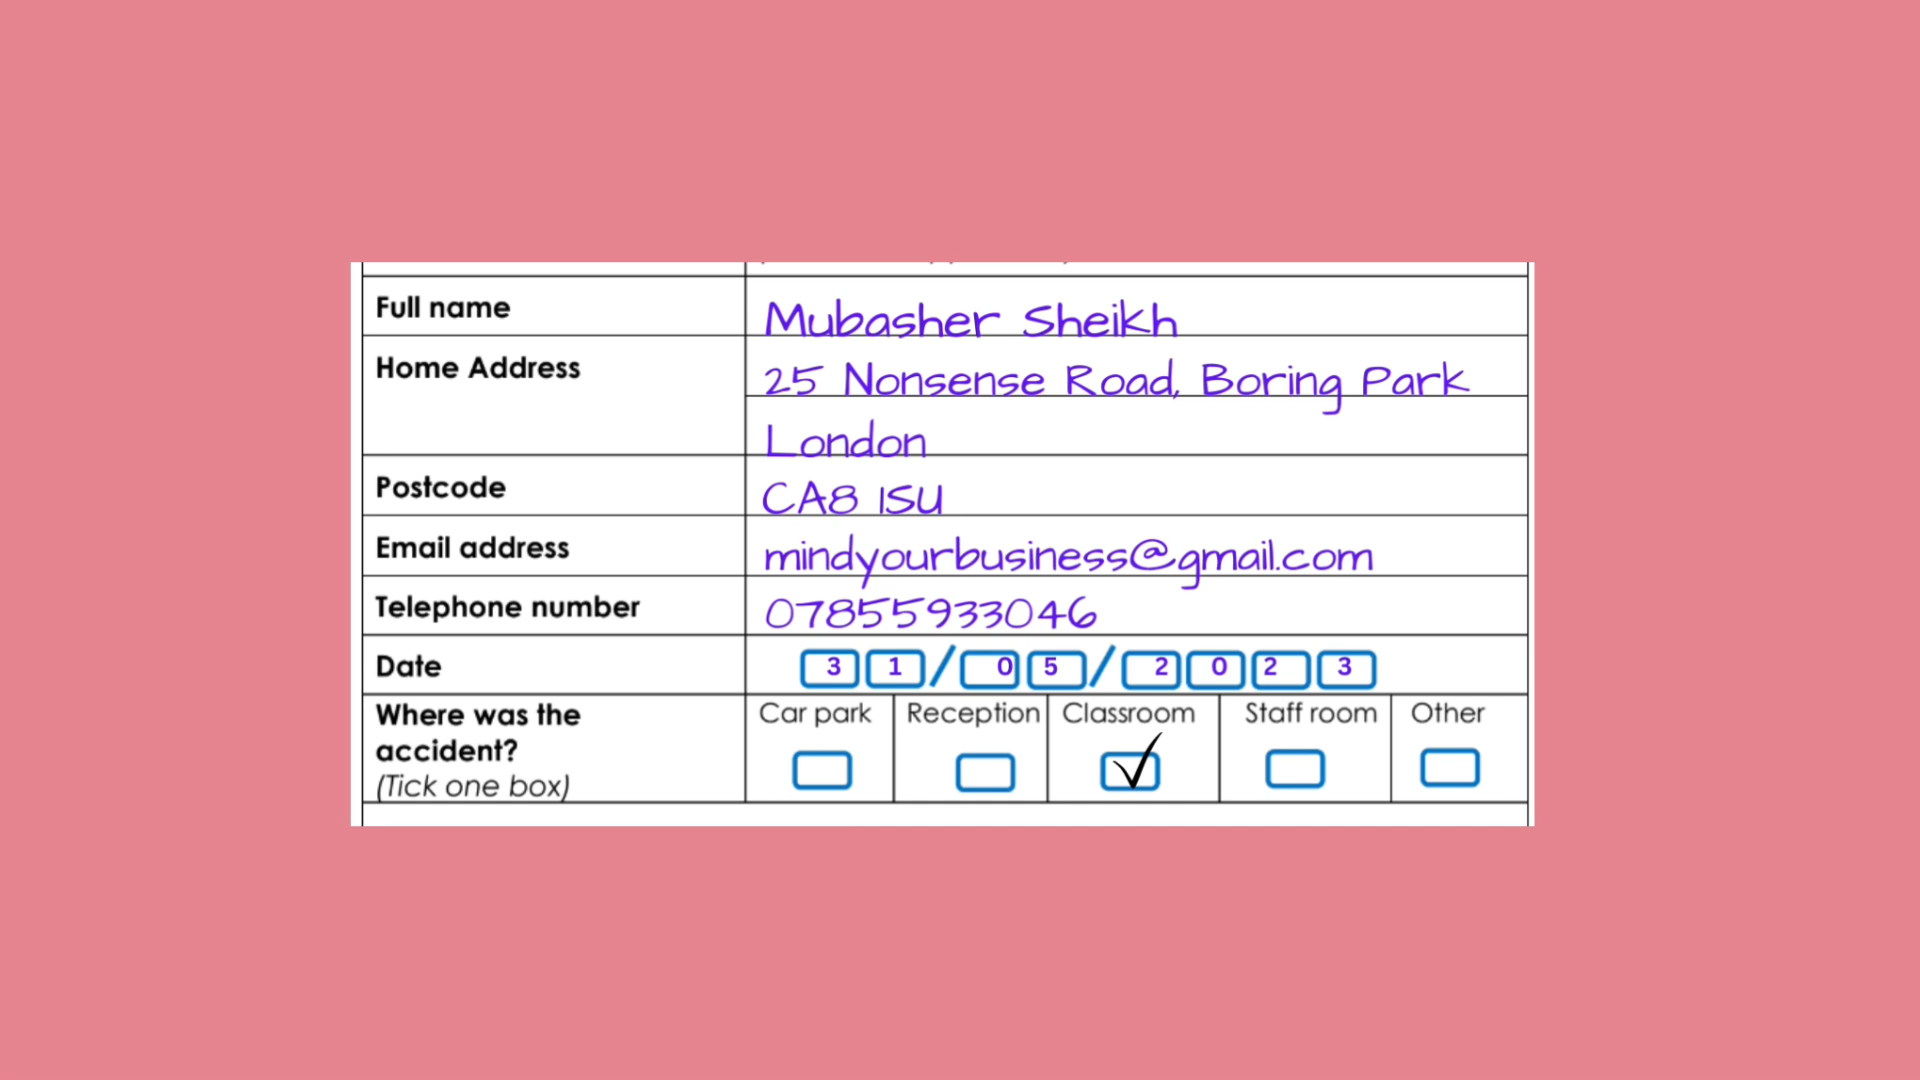 Full name Mubasher Sheikh
Home Address 25 Nonsense Road, Boring Park
London
Postcode CA8 1SU
Email address mindyourbusiness@gmail.com
Telephone number 07855933046
Date 31/05/2023
Where was the Car park Reception Classroom Staff room Other
accident?
(Tick one box)